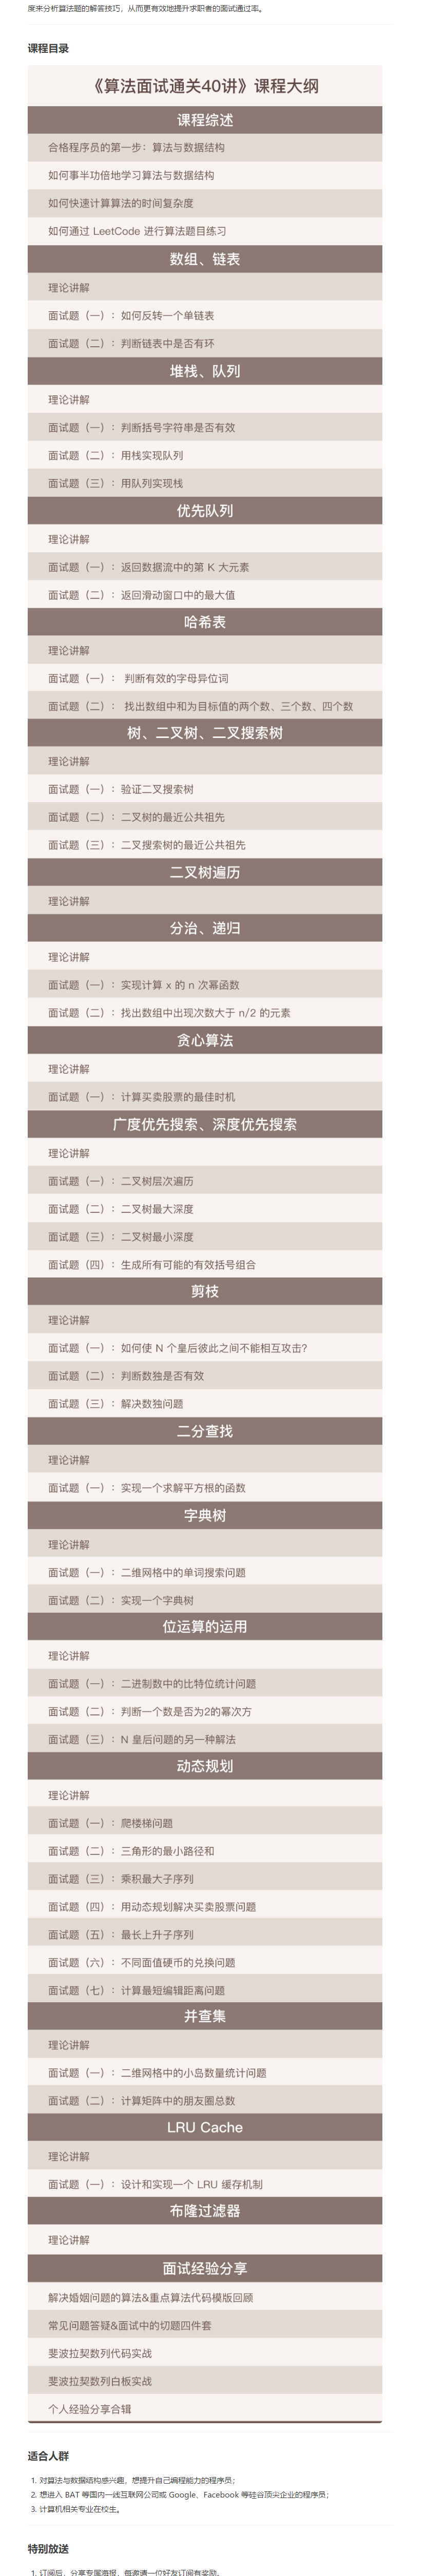 度来分析算法题的解答技巧，从而更有效地提升求职者的面试通过率。
课程目录
《算法面试通关40讲》课程大纲
课程综述
合格程序员的第一步：算法与数据结构
如何事半功倍地学习算法与数据结构
如何快速计算算法的时间复杂度
如何通过 LeetCode 进行算法题目练习
数组、链表
理论讲解
面试题（一）：如何反转一个单链表
面试题（二）：判断链表中是否有环
堆栈、队列
理论讲解
面试题（一）：判断括号字符串是否有效
面试题（二）：用栈实现队列
面试题（三）：用队列实现栈
优先队列
理论讲解
面试题（一）：返回数据流中的第 K 大元素
面试题（二）：返回滑动窗口中的最大值
哈希表
理论讲解
面试题（一）： 判断有效的字母异位词
面试题（二）： 找出数组中和为目标值的两个数、三个数、四个数
树、二叉树、二叉搜索树
理论讲解
面试题（一）：验证二叉搜索树
面试题（二）：二叉树的最近公共祖先
面试题（三）：二叉搜索树的最近公共祖先
二叉树遍历
理论讲解
分治、递归
理论讲解
面试题（一）：实现计算 x 的 n 次幂函数
面试题（二）：找出数组中出现次数大于 n/2 的元素
贪心算法
理论讲解
面试题（一）：计算买卖股票的最佳时机
广度优先搜索、深度优先搜索
理论讲解
面试题（一）：二叉树层次遍历
面试题（二）：二叉树最大深度
面试题（三）：二叉树最小深度
面试题（四）：生成所有可能的有效括号组合
剪枝
理论讲解
面试题（一）：如何使 N 个皇后彼此之间不能相互攻击?
面试题（二）：判断数独是否有效
面试题（三）：解决数独问题
二分查找
理论讲解
面试题（一）：实现一个求解平方根的函数
字典树
理论讲解
面试题（一）：二维网格中的单词搜索问题
面试题（二）：实现一个字典树
位运算的运用
理论讲解
面试题（一）：二进制数中的比特位统计问题
面试题（二）：判断一个数是否为2的幂次方
面试题（三）：N 皇后问题的另一种解法
动态规划
理论讲解
面试题（一）：爬楼梯问题
面试题（二）：三角形的最小路径和
面试题（三）：乘积最大子序列
面试题（四）：用动态规划解决买卖股票问题
面试题（五）：最长上升子序列
面试题（六）：不同面值硬币的兑换问题
面试题（七）：计算最短编辑距离问题
并查集
理论讲解
面试题（一）：二维网格中的小岛数量统计问题
面试题（二）：计算矩阵中的朋友圈总数
LRU Cache
理论讲解
面试题（一）：设计和实现一个 LRU 缓存机制
布隆过滤器
理论讲解
面试经验分享
解决婚姻问题的算法&重点算法代码模版回顾
常见问题答疑&面试中的切题四件套
斐波拉契数列代码实战
斐波拉契数列白板实战
个人经验分享合辑
适合人群
1. 对算法与数据结构感兴趣，想提升自己编程能力的程序员；
2. 想进入 BAT 等国内一线互联网公司或 Google、Facebook 等硅谷顶尖企业的程序员；
3. 计算机相关专业在校生。
特别放送
1. 订阅后，分享专属海报，每邀请一位好友订阅有奖励。